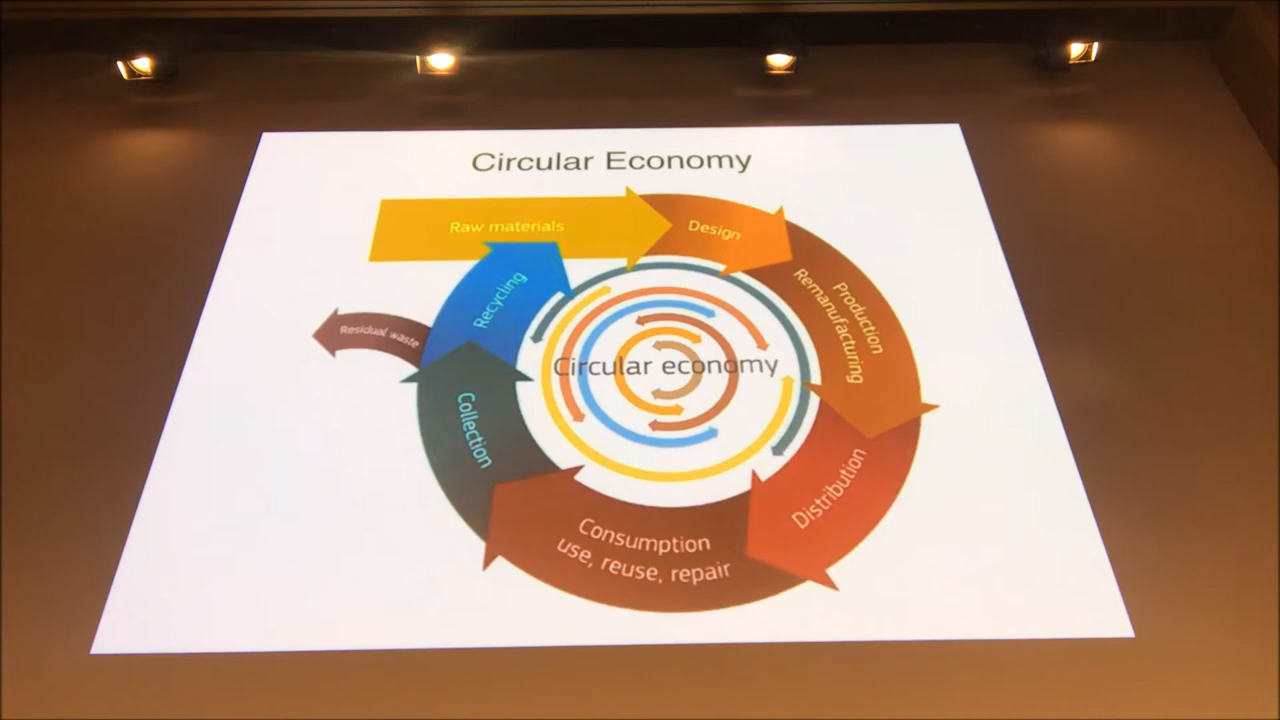 Circular Economy
Raw materials
Design
Production
Remanufacturing
Recycling
Residual waste
Circular economy
Collection
Distribution
Consumption
use, reuse, repair